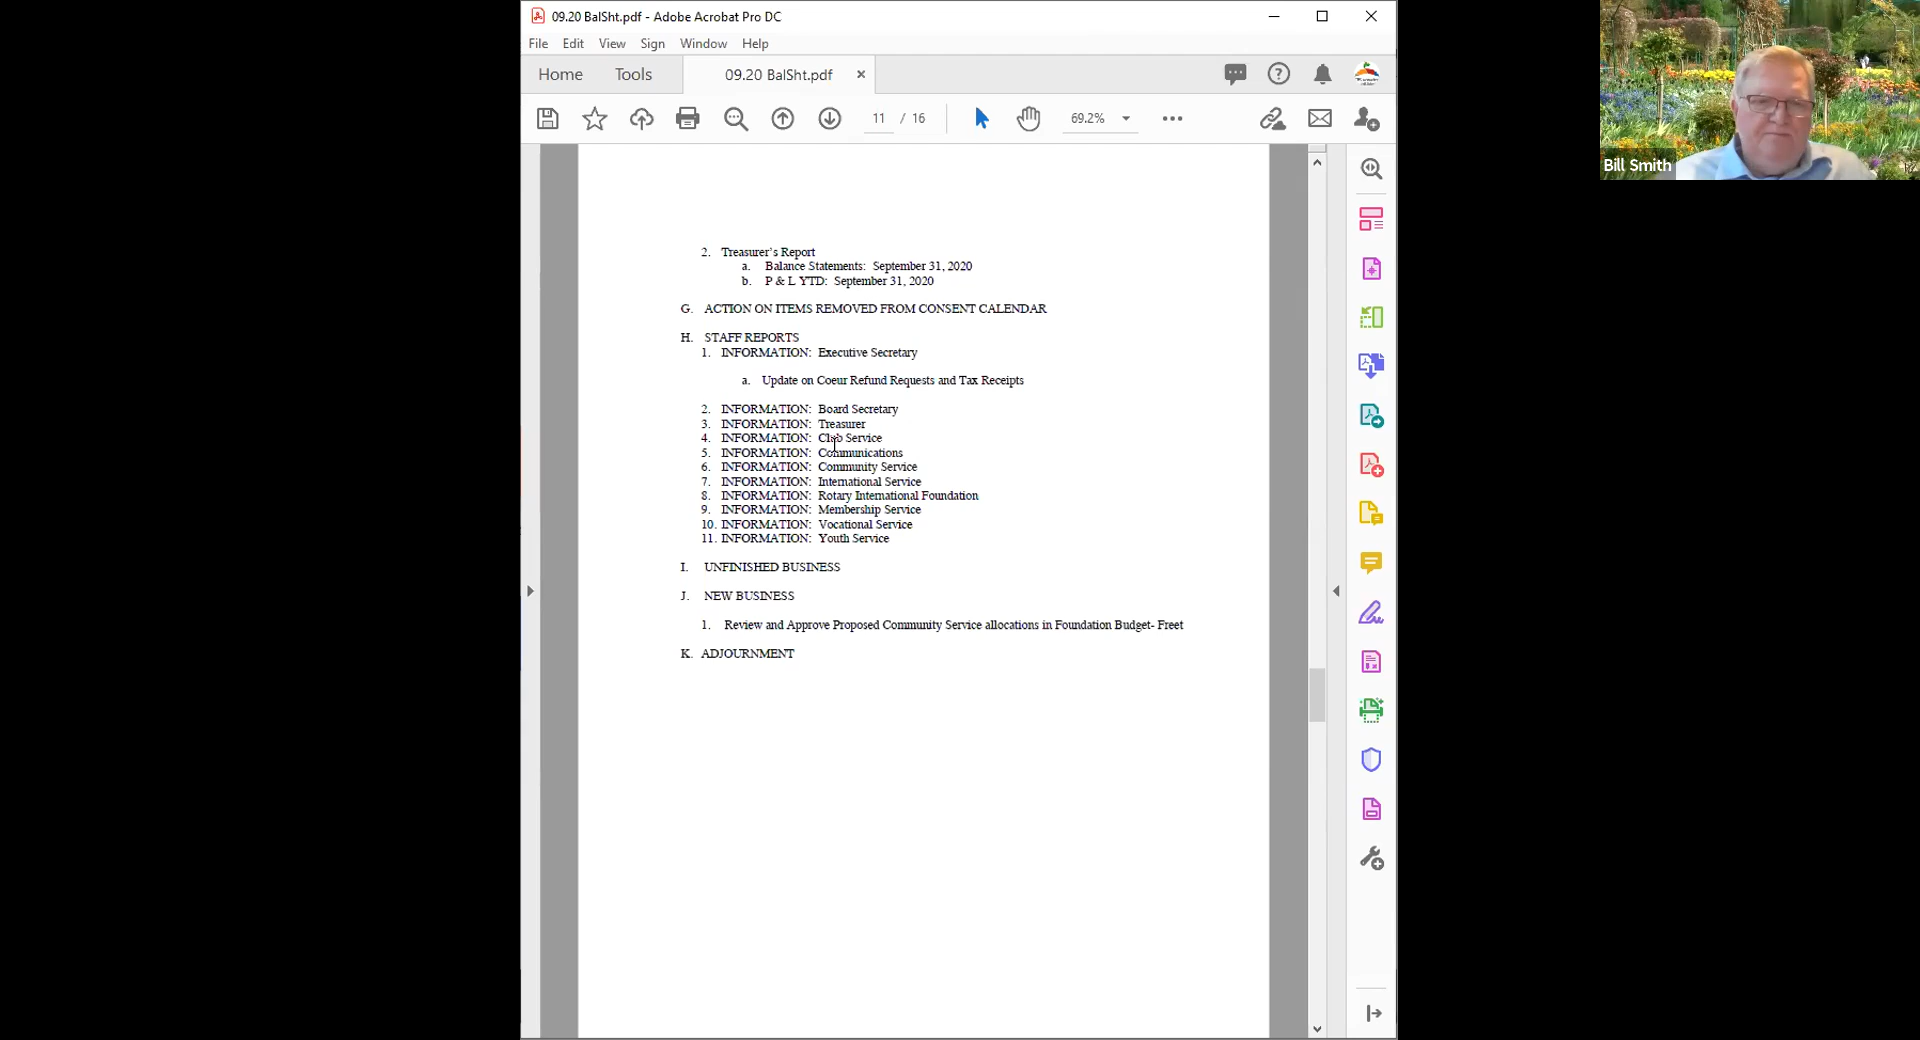 09.20 BalSht.pdf - Adobe Acrobat Pro DC
File Edit View Sign Window Help
Home Tools 09.20 BalSht.pdf
11 / 16 69.2%
Bill Smith
2. Treasurer's Report
a. Balance Statements: September 31, 2020
b. P & L YTD: September 31, 2020
G. ACTION ON ITEMS REMOVED FROM CONSENT CALENDAR
H. STAFF REPORTS
1. INFORMATION: Executive Secretary
a. Update on Coeur Refund Requests and Tax Receipts
2. INFORMATION: Board Secretary
3. INFORMATION: Treasurer
4. INFORMATION: Club Service
5. INFORMATION: Communications
6. INFORMATION: Community Service
7. INFORMATION: International Service
8. INFORMATION: Rotary International Foundation
9. INFORMATION: Membership Service
10. INFORMATION: Vocational Service
11. INFORMATION: Youth Service
I. UNFINISHED BUSINESS
J. NEW BUSINESS
1. Review and Approve Proposed Community Service allocations in Foundation Budget- Freet
K. ADJOURNMENT